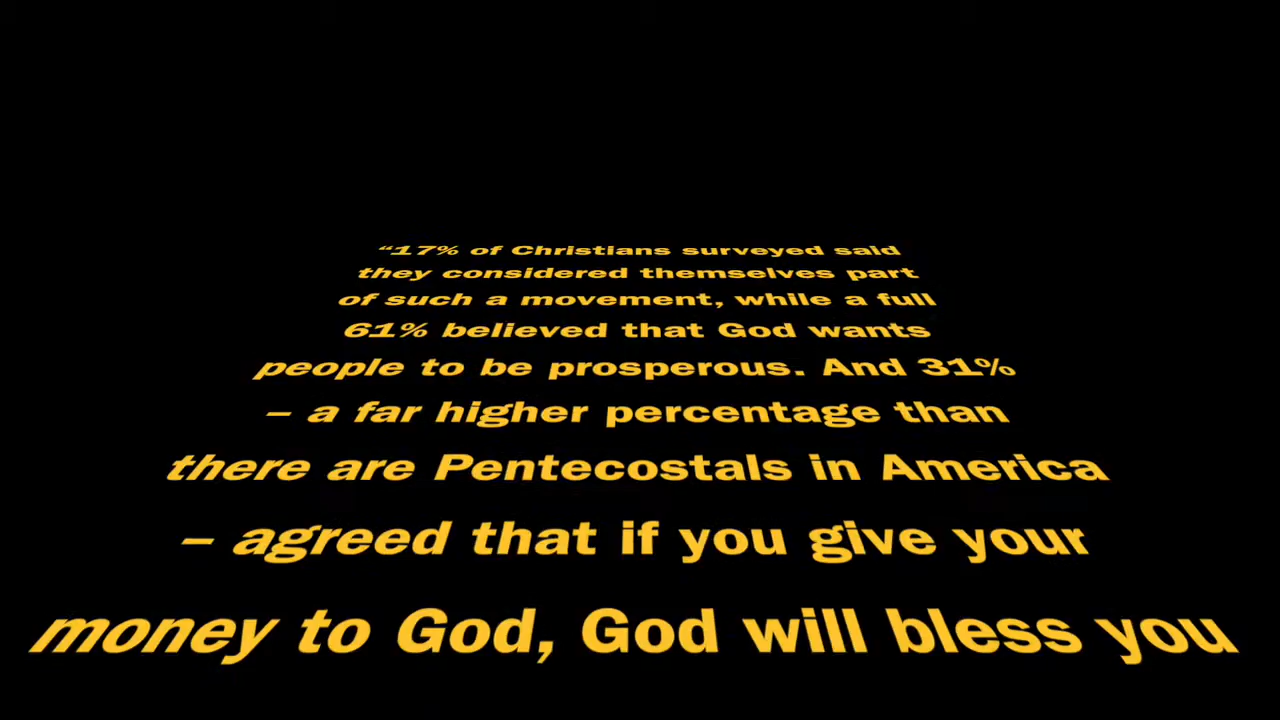 “17% of Christians surveyed said
they considered themselves part
of such a movement, while a full
61% believed that God wants
people to be prosperous. And 31%
– a far higher percentage than
there are Pentecostals in America
– agreed that if you give your
money to God, God will bless you